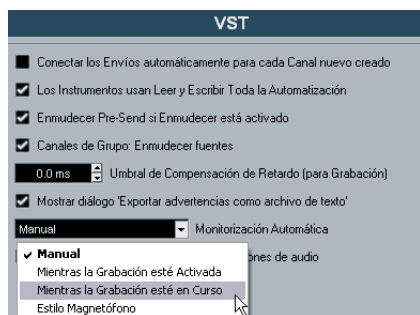 VST
Conectar los Envíos automáticamente para cada Canal nuevo creado
Los Instrumentos usan Leer y Escribir Toda la Automatización
Enmudecer Pre-Send si Enmudecer está activado
Canales de Grupo: Enmudecer fuentes
0.0 ms Umbral de Compensación de Retardo (para Grabación)
Mostrar diálogo 'Exportar advertencias como archivo de texto'
Manual Monitorización Automática
Manual
Mientras la Grabación esté Activada
de audio
Mientras la Grabación esté en Curso
Estilo Magnetófono